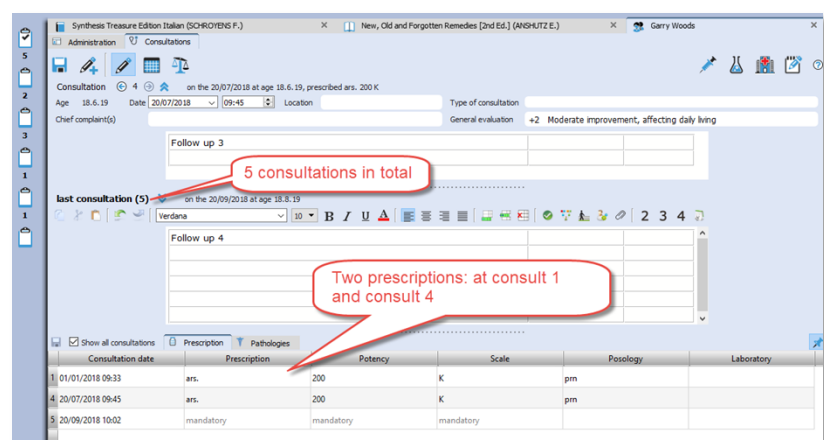 Synthesis Treasure Edition Italian (SCHROYENS F.) × New, Old and Forgotten Remedies [2nd Ed.] (ANSHUTZ E.) × Garry Woods ×
Administration Consultations
5
2
3
1
1
Consultation 4 on the 20/07/2018 at age 18.6.19, prescribed ars. 200 K
Age 18.6.19 Date 20/07/2018 09:45 Location Type of consultation
Chief complaint(s) General evaluation +2 Moderate improvement, affecting daily living
Follow up 3
5 consultations in total
last consultation (5) on the 20/09/2018 at age 18.8.19
Verdana 10 B I U A 2 3 4
Follow up 4
Two prescriptions: at consult 1
and consult 4
Show all consultations Prescription Pathologies
Consultation date Prescription Potency Scale Posology Laboratory
1 01/01/2018 09:33 ars. 200 K prn
4 20/07/2018 09:45 ars. 200 K prn
5 20/09/2018 10:02 mandatory mandatory mandatory